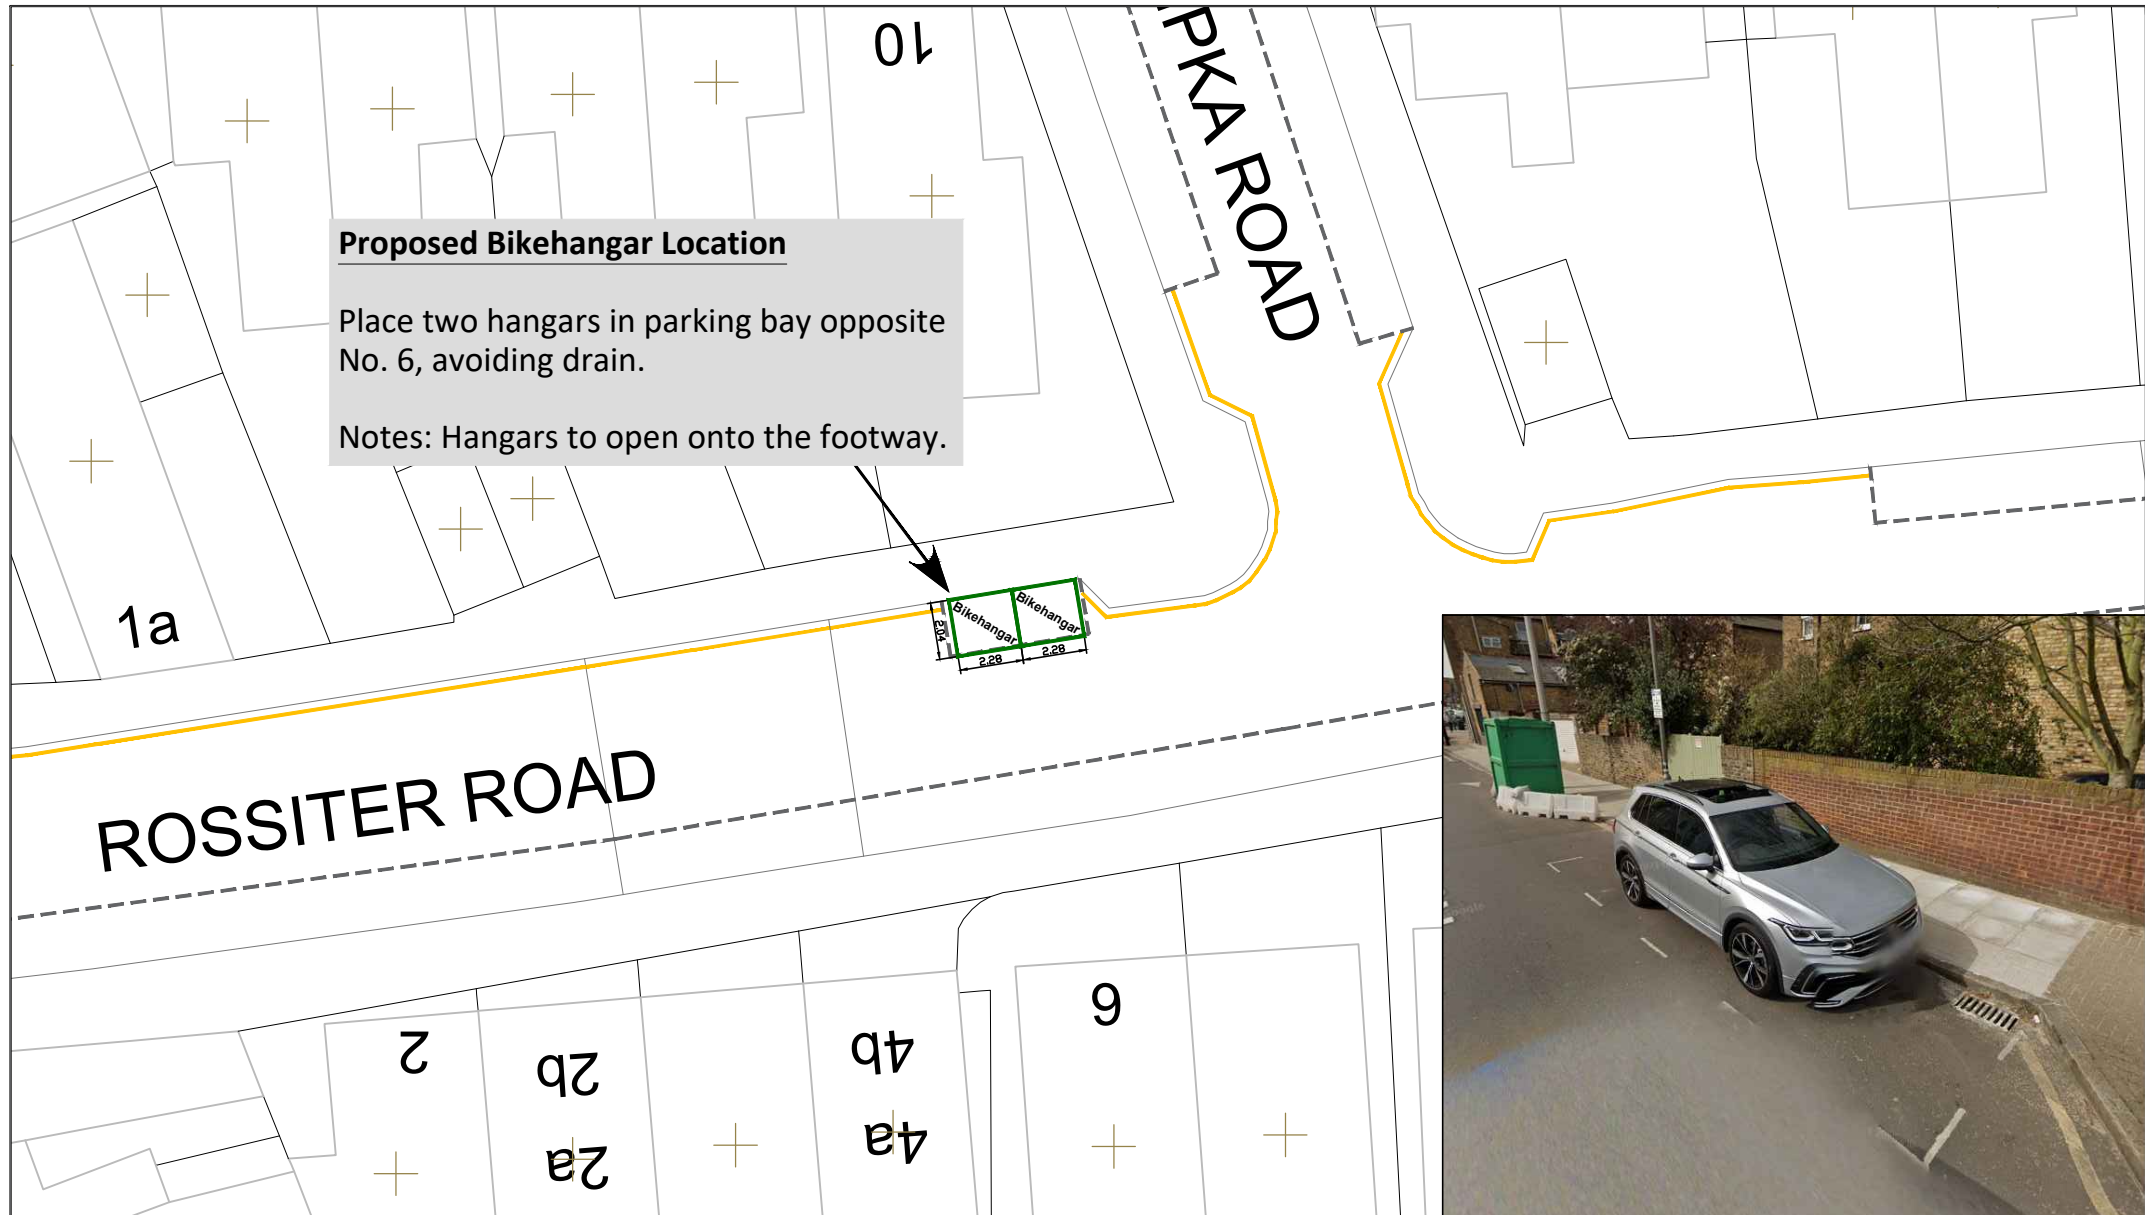 10
PKA ROAD
Proposed Bikehangar Location
Place two hangars in parking bay opposite
No. 6, avoiding drain.
Notes: Hangars to open onto the footway.
1a
Bikehangar
Bikehangar
2.04
2.28
2.28
ROSSITER ROAD
2
2b
2a
4b
4a
6